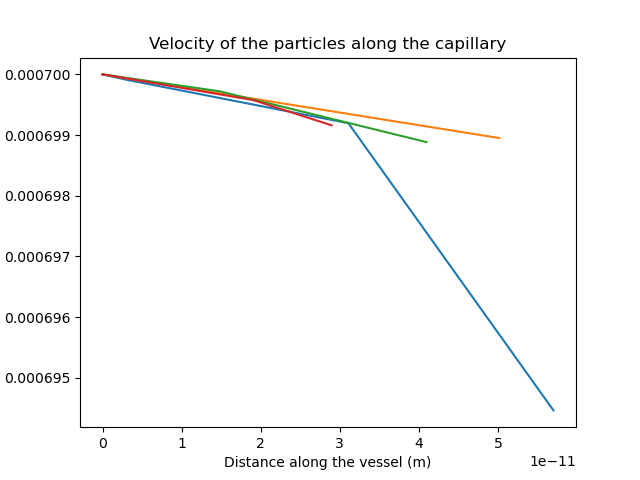 Velocity of the particles along the capillary
0.000700
0.000699
0.000698
0.000697
0.000696
0.000695
0 1 2 3 4 5
1e−11
Distance along the vessel (m)